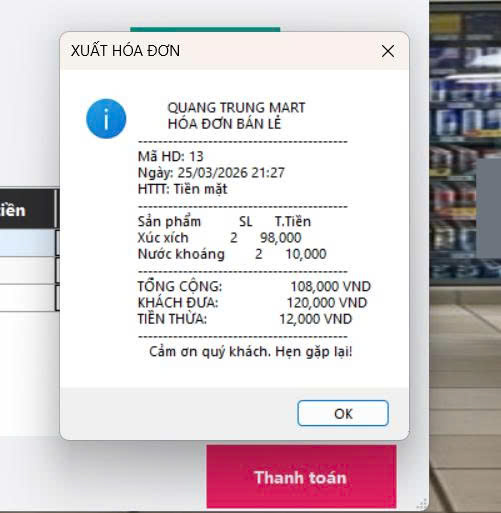 XUẤT HÓA ĐƠN
QUANG TRUNG MART
HÓA ĐƠN BÁN LẺ
----------------------------------------
Mã HD: 13
Ngày: 25/03/2026 21:27
HTTT: Tiền mặt
----------------------------------------
Sản phẩm SL T.Tiền
Xúc xích 2 98,000
Nước khoáng 2 10,000
----------------------------------------
TỔNG CỘNG: 108,000 VND
KHÁCH ĐƯA: 120,000 VND
TIỀN THỪA: 12,000 VND
----------------------------------------
Cảm ơn quý khách. Hẹn gặp lại!
OK
Thanh toán